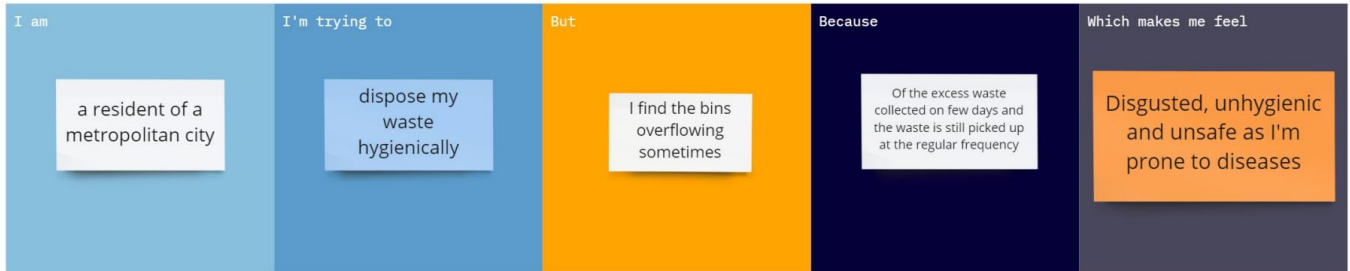 I am
a resident of a
metropolitan city
I'm trying to
dispose my
waste
hygienically
But
I find the bins
overflowing
sometimes
Because
Of the excess waste
collected on few days and
the waste is still picked up
at the regular frequency
Which makes me feel
Disgusted, unhygienic
and unsafe as I'm
prone to diseases